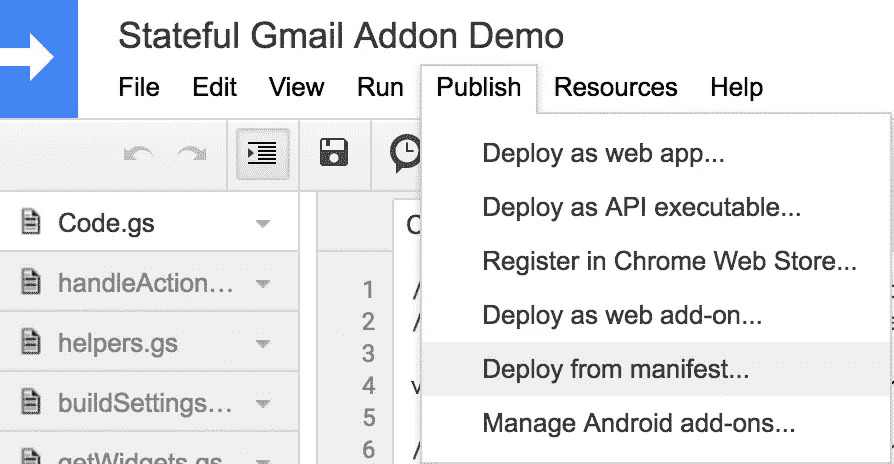 Stateful Gmail Addon Demo
File Edit View Run Publish Resources Help
Deploy as web app...
Deploy as API executable...
Register in Chrome Web Store...
Deploy as web add-on...
Deploy from manifest...
Manage Android add-ons...
Code.gs
handleAction...
helpers.gs
buildSettings...
getWidgets.gs
1
2
3
4
5
6